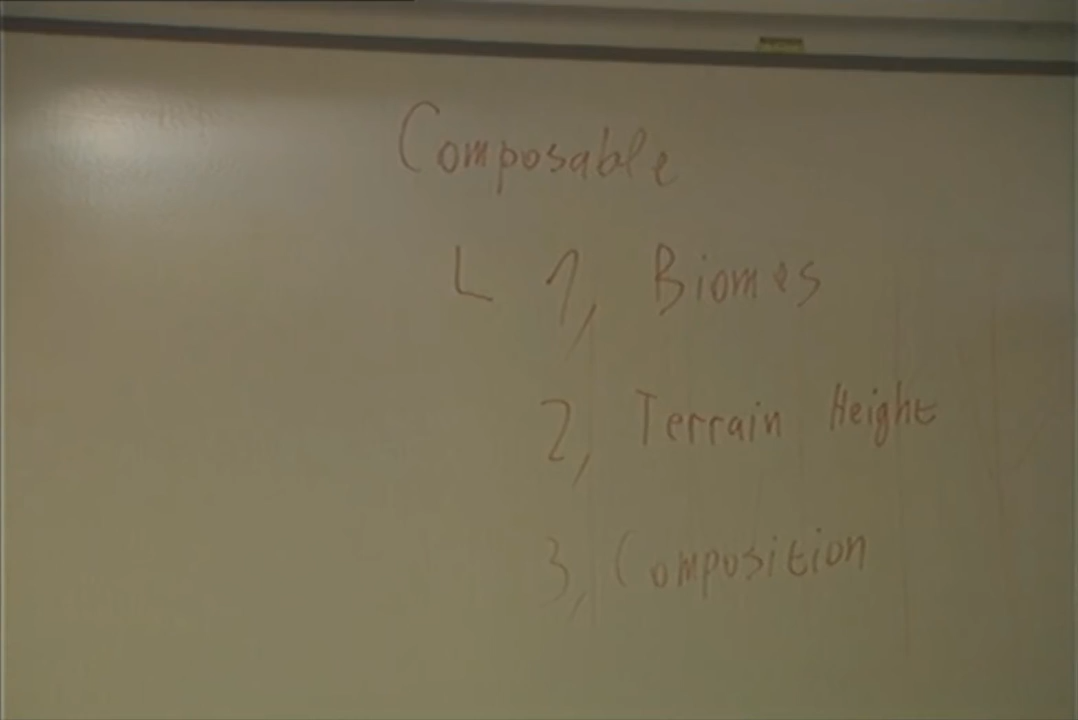 Composable
L 1, Biomes
2, Terrain Height
3, Composition